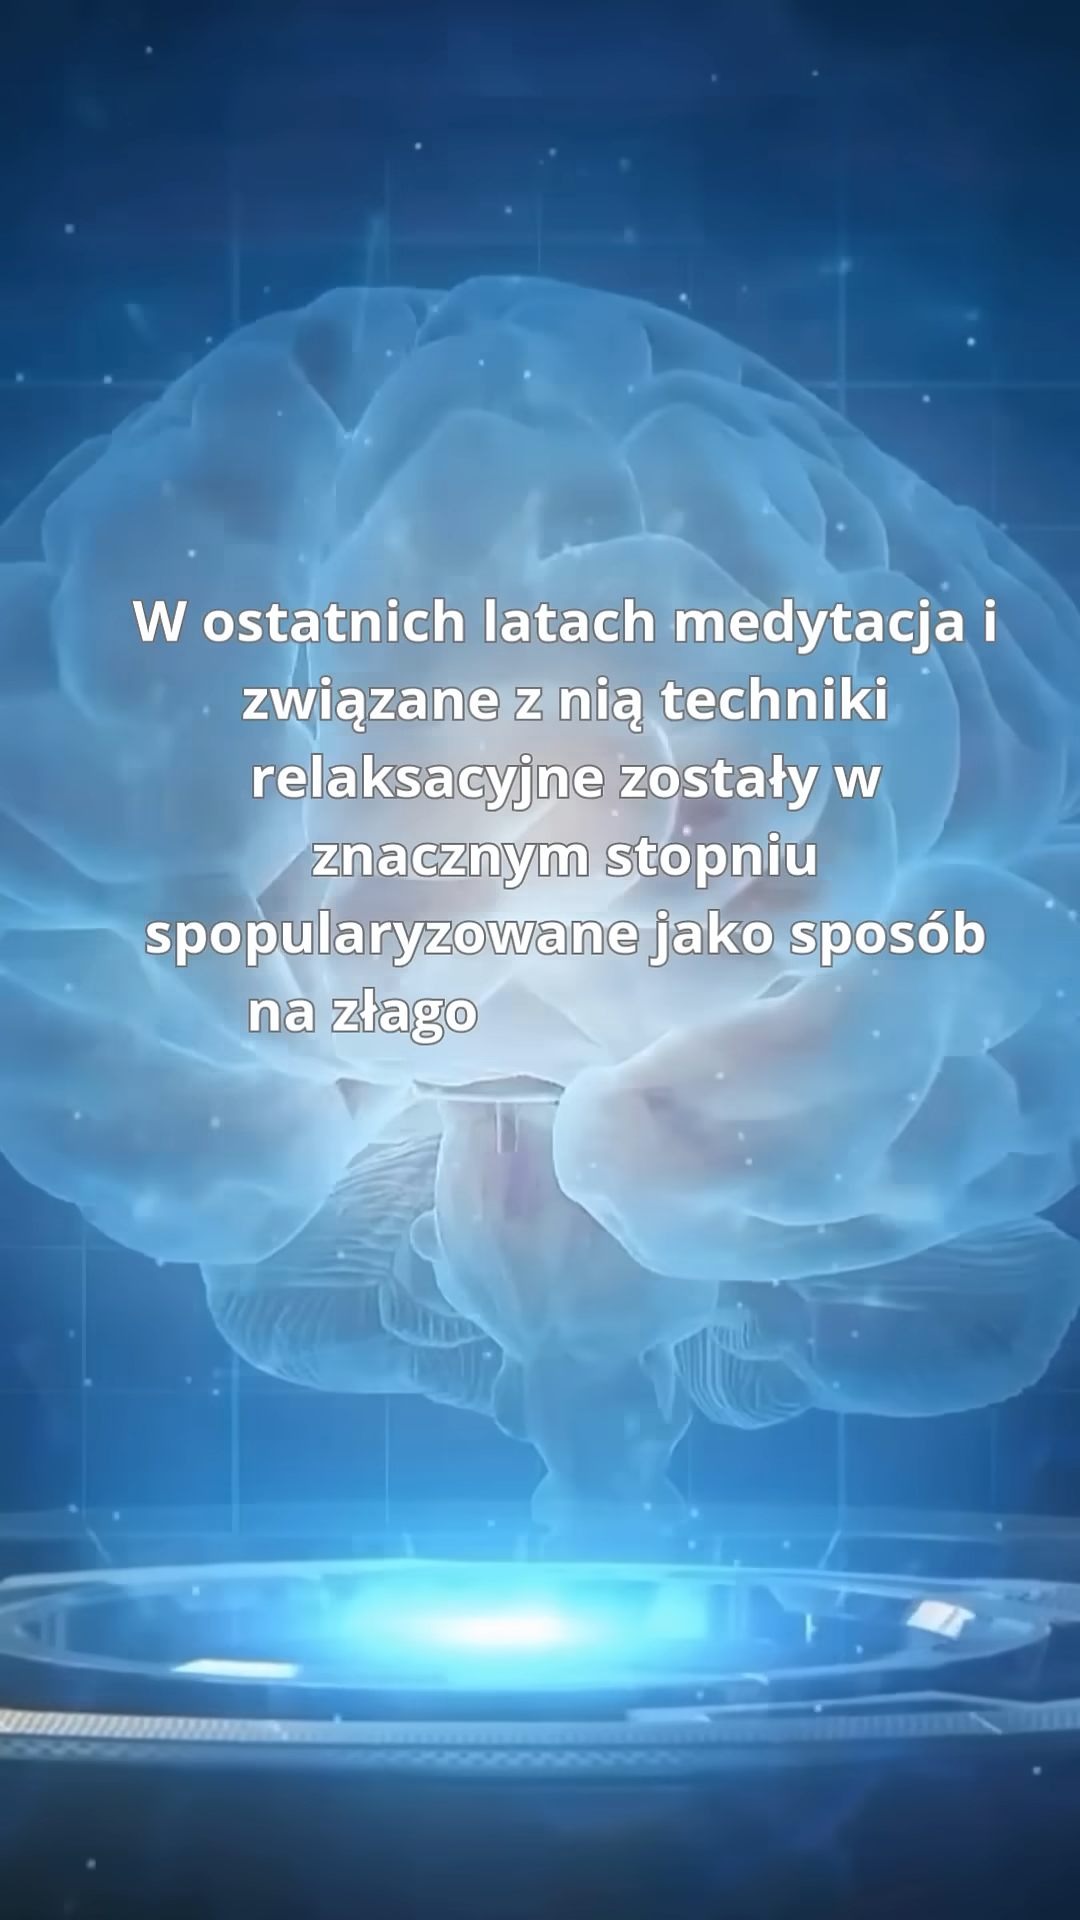 W ostatnich latach medytacja i
związane z nią techniki
relaksacyjne zostały w
znacznym stopniu
spopularyzowane jako sposób
na złago